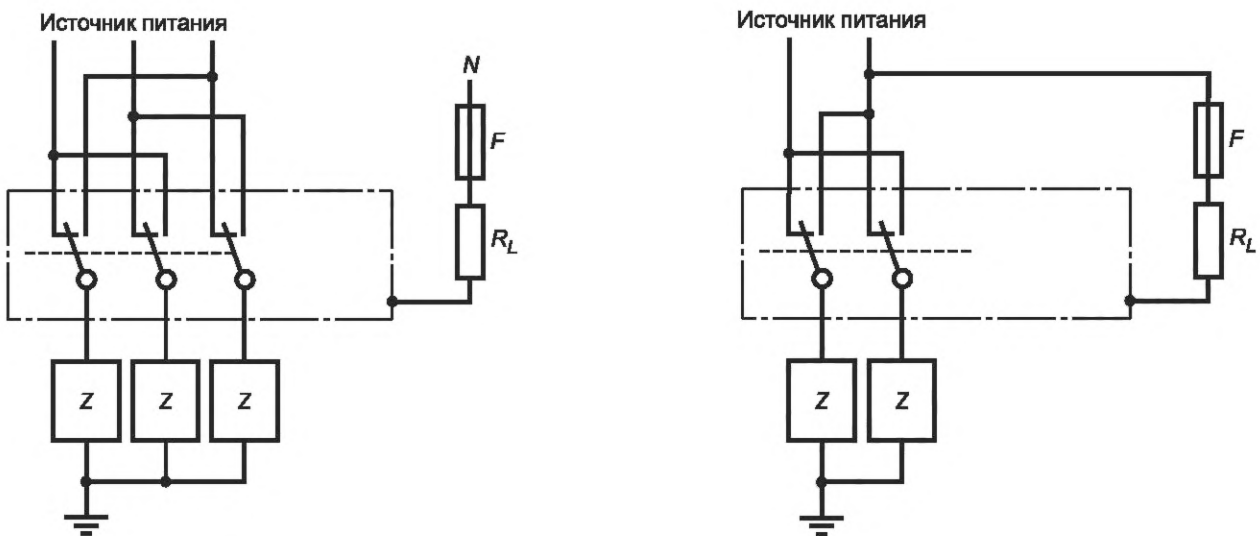 Источник питания
N
F
R_L
Z Z Z
Источник питания
F
R_L
Z Z